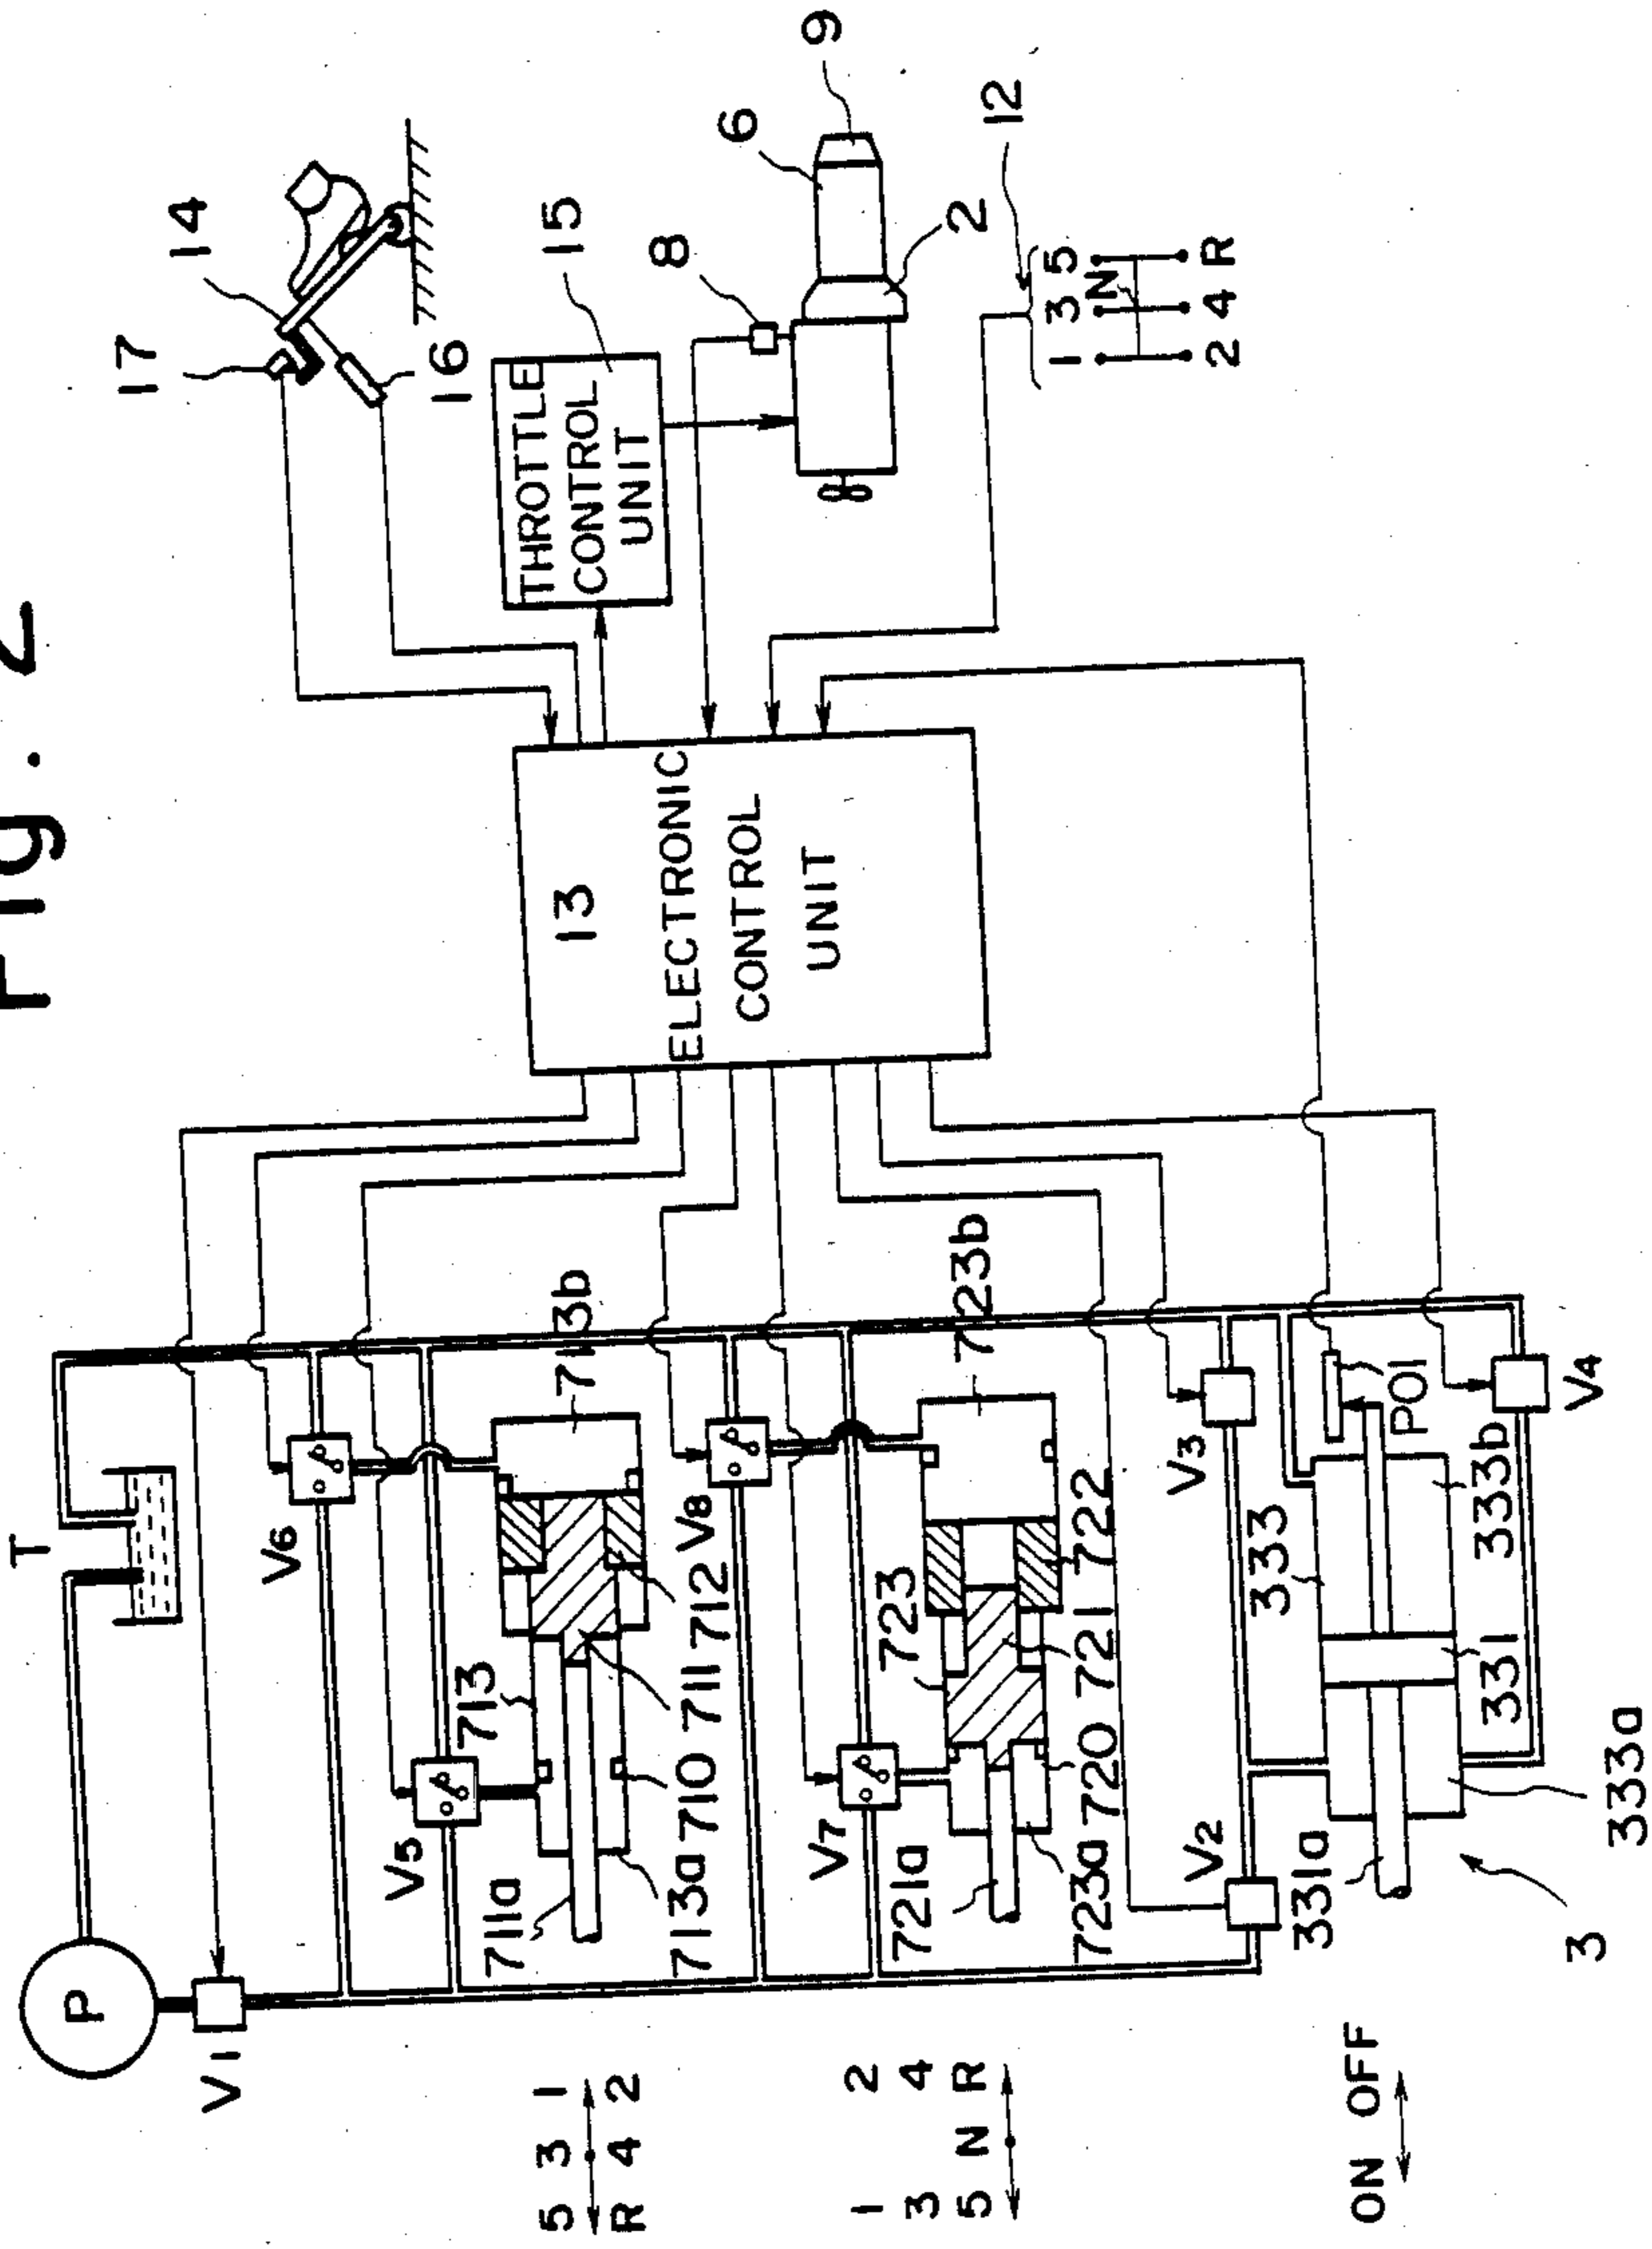 Fig. 2
T
P
V1
V6
V5
713
713b
711a
713a
710
711
712
V8
V7
723
723b
721a
723a
720
721
722
V2
V3
V4
333
333b
POI
331
331a
333a
3
13
ELECTRONIC
CONTROL
UNIT
17
14
16
THROTTLE
CONTROL
UNIT
15
8
6
9
2
12
1 3 5
N
2 4 R
5 3 1
R 4 2
1 2
3 4
5 N R
ON OFF